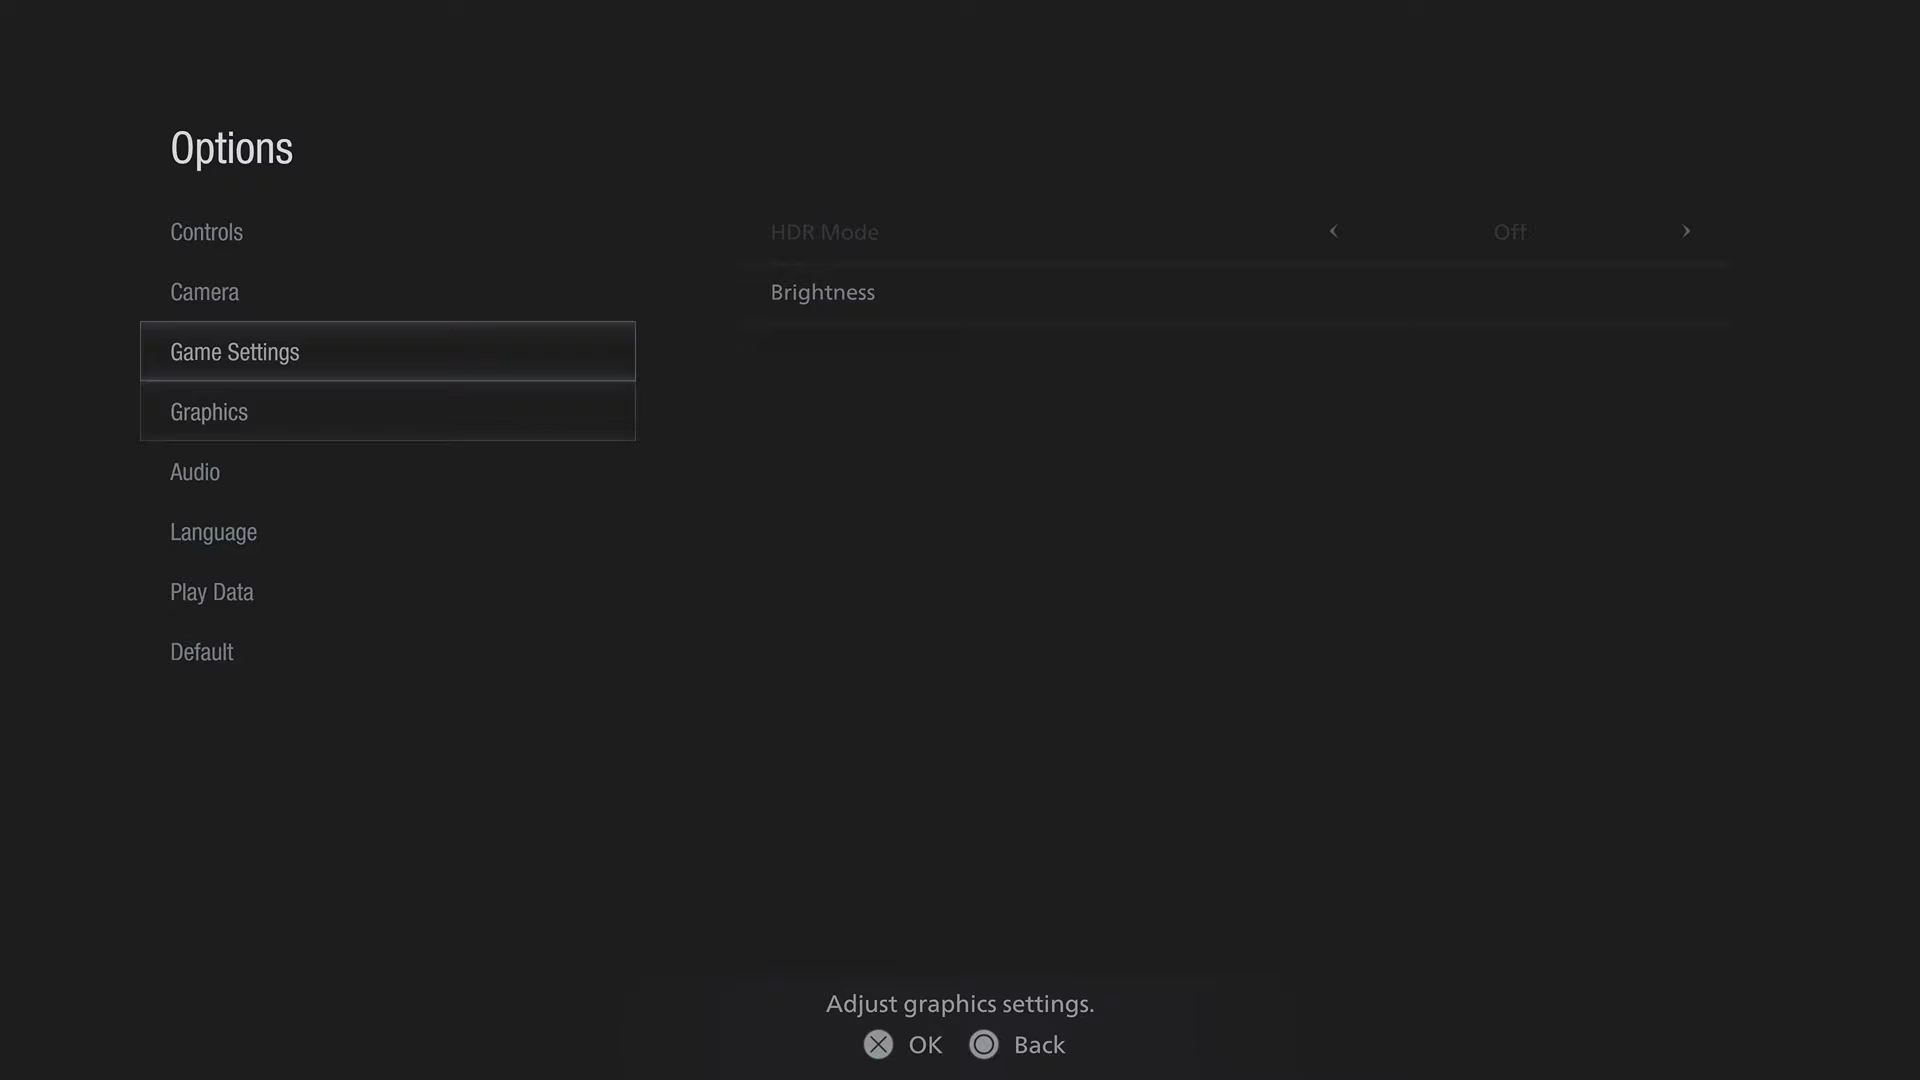 Options
Controls
Camera
Game Settings
Graphics
Audio
Language
Play Data
Default
HDR Mode
Off
Brightness
Adjust graphics settings.
OK Back